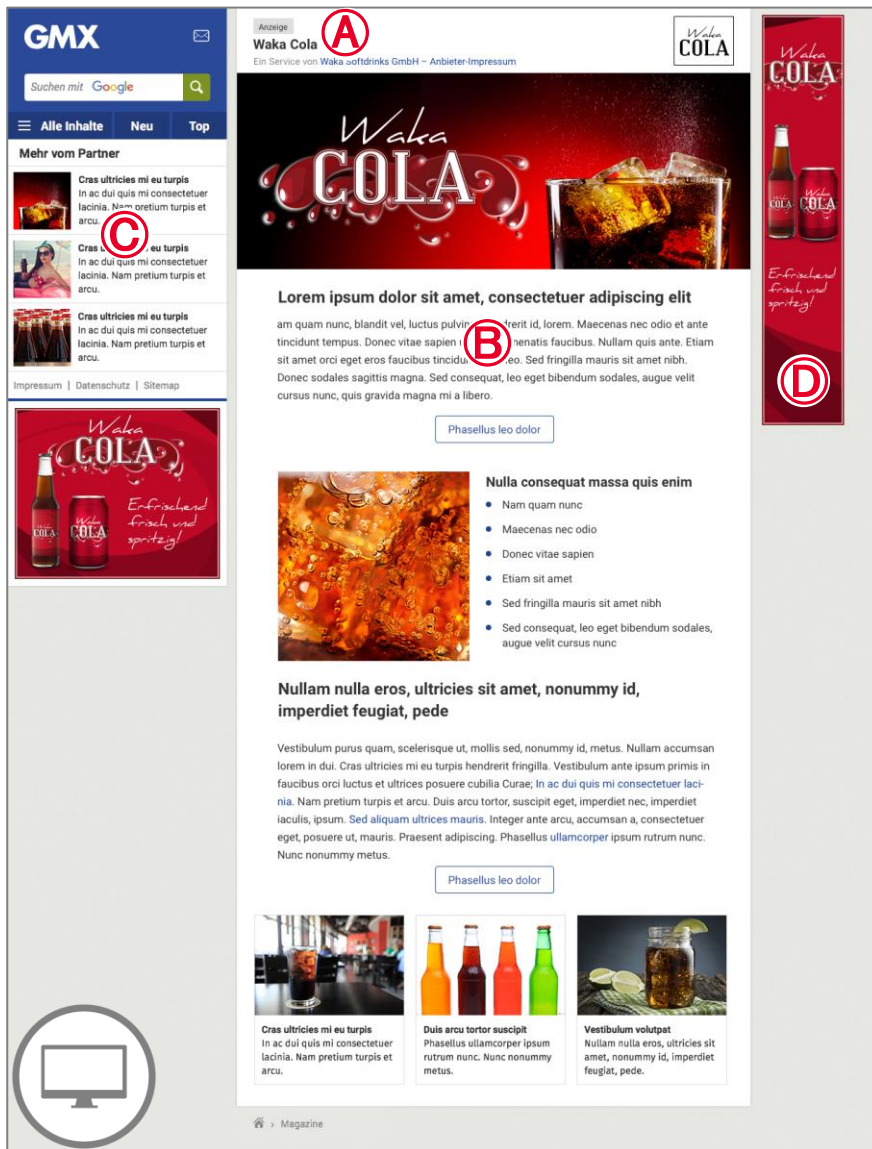 GMX
Suchen mit Google
Alle Inhalte Neu Top
Mehr vom Partner
Cras ultricies mi eu turpis
In ac dui quis mi consectetuer
lacinia. Nam pretium turpis et
arcu.
C
Cras mi eu turpis
In ac dui quis mi consectetuer
lacinia. Nam pretium turpis et
arcu.
Cras ultricies mi eu turpis
In ac dui quis mi consectetuer
lacinia. Nam pretium turpis et
arcu.
Impressum | Datenschutz | Sitemap
Waka
COLA
Erfrischend
frisch und
spritzig!
Waka
COLA
Waka
COLA
Anzeige
A
Waka Cola
Ein Service von Waka Softdrinks GmbH – Anbieter-Impressum
Waka
COLA
Waka
COLA
Lorem ipsum dolor sit amet, consectetuer adipiscing elit
am quam nunc, blandit vel, luctus pulvin drerit id, lorem. Maecenas nec odio et ante
tincidunt tempus. Donec vitae sapien enatis faucibus. Nullam quis ante. Etiam
B
sit amet orci eget eros faucibus tincidun leo. Sed fringilla mauris sit amet nibh.
Donec sodales sagittis magna. Sed consequat, leo eget bibendum sodales, augue velit
cursus nunc, quis gravida magna mi a libero.
Phasellus leo dolor
Nulla consequat massa quis enim
Nam quam nunc
Maecenas nec odio
Donec vitae sapien
Etiam sit amet
Sed fringilla mauris sit amet nibh
Sed consequat, leo eget bibendum sodales,
augue velit cursus nunc
Nullam nulla eros, ultricies sit amet, nonummy id,
imperdiet feugiat, pede
Vestibulum purus quam, scelerisque ut, mollis sed, nonummy id, metus. Nullam accumsan
lorem in dui. Cras ultricies mi eu turpis hendrerit fringilla. Vestibulum ante ipsum primis in
faucibus orci luctus et ultrices posuere cubilia Curae; In ac dui quis mi consectetuer laci-
nia. Nam pretium turpis et arcu. Duis arcu tortor, suscipit eget, imperdiet nec, imperdiet
iaculis, ipsum. Sed aliquam ultrices mauris. Integer ante arcu, accumsan a, consectetuer
eget, posuere ut, mauris. Praesent adipiscing. Phasellus ullamcorper ipsum rutrum nunc.
Nunc nonummy metus.
Phasellus leo dolor
Cras ultricies mi eu turpis
In ac dui quis mi consectetuer
lacinia. Nam pretium turpis et
arcu.
Duis arcu tortor suscipit
Phasellus ullamcorper ipsum
rutrum nunc. Nunc nonummy
metus.
Vestibulum volutpat
Nullam nulla eros, ultricies sit
amet, nonummy id, imperdiet
feugiat, pede.
› Magazine
Waka
COLA
COLA
Waka
COLA
Erfrischend
frisch und
spritzig!
D